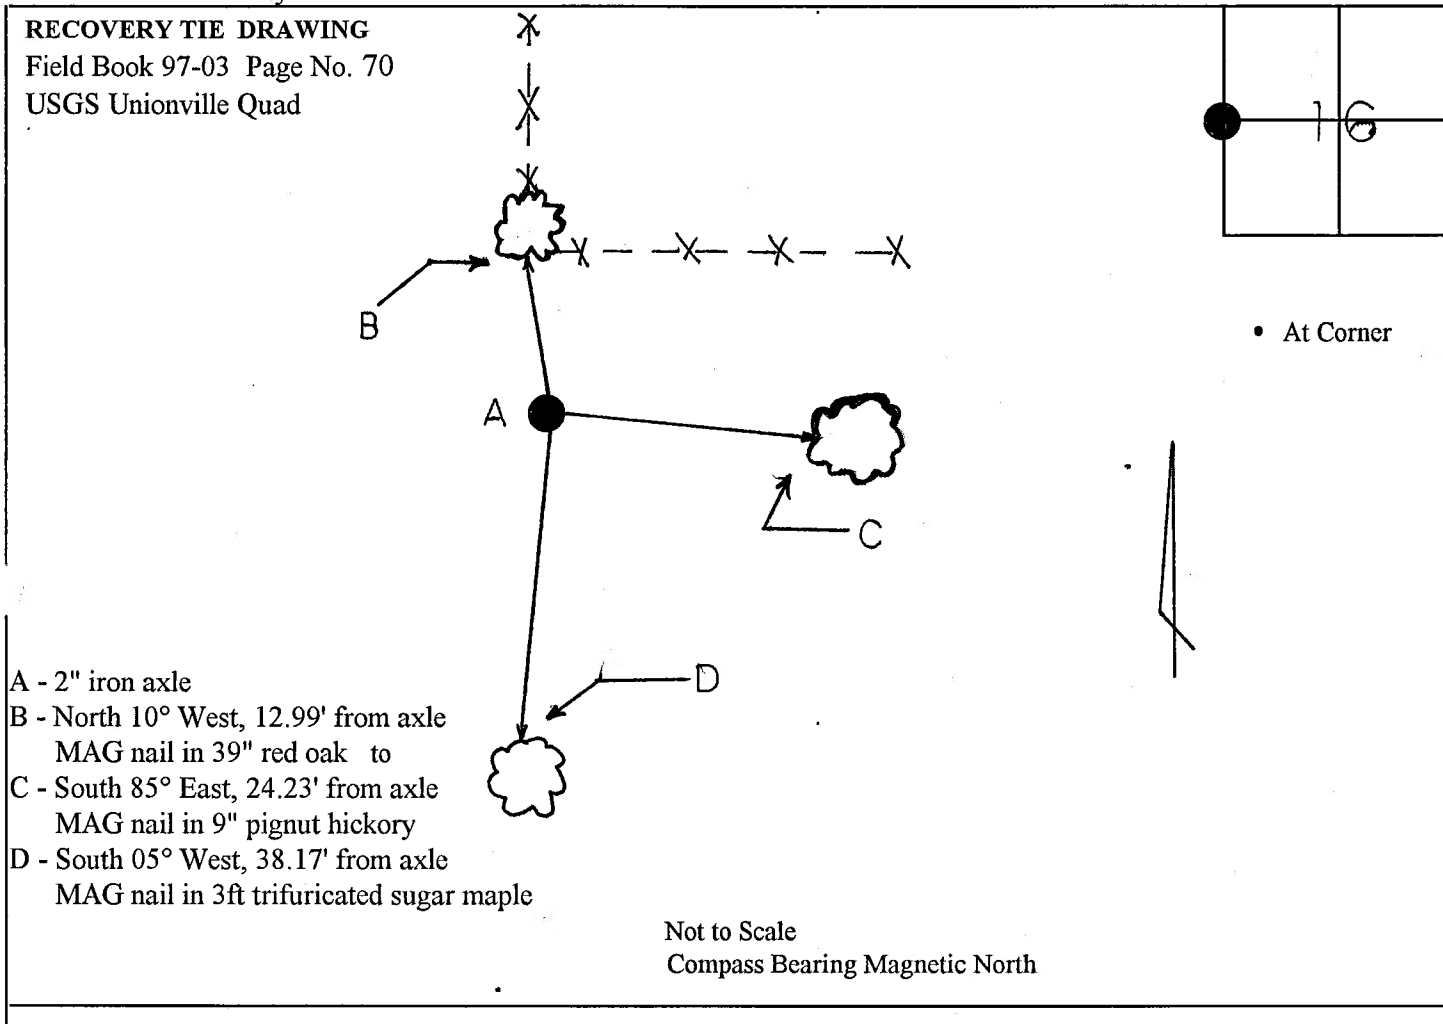 RECOVERY TIE DRAWING
Field Book 97-03 Page No. 70
USGS Unionville Quad
16
B
• At Corner
A
C
D
A - 2" iron axle
B - North 10° West, 12.99' from axle
MAG nail in 39" red oak to
C - South 85° East, 24.23' from axle
MAG nail in 9" pignut hickory
D - South 05° West, 38.17' from axle
MAG nail in 3ft trifuricated sugar maple
Not to Scale
Compass Bearing Magnetic North